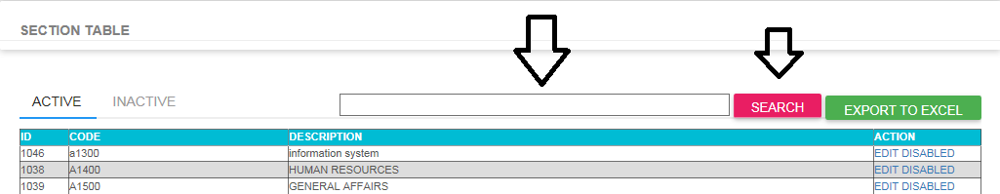 SECTION TABLE
ACTIVE INACTIVE SEARCH EXPORT TO EXCEL
ID CODE DESCRIPTION ACTION
1046 a1300 information system EDIT DISABLED
1038 A1400 HUMAN RESOURCES EDIT DISABLED
1039 A1500 GENERAL AFFAIRS EDIT DISABLED